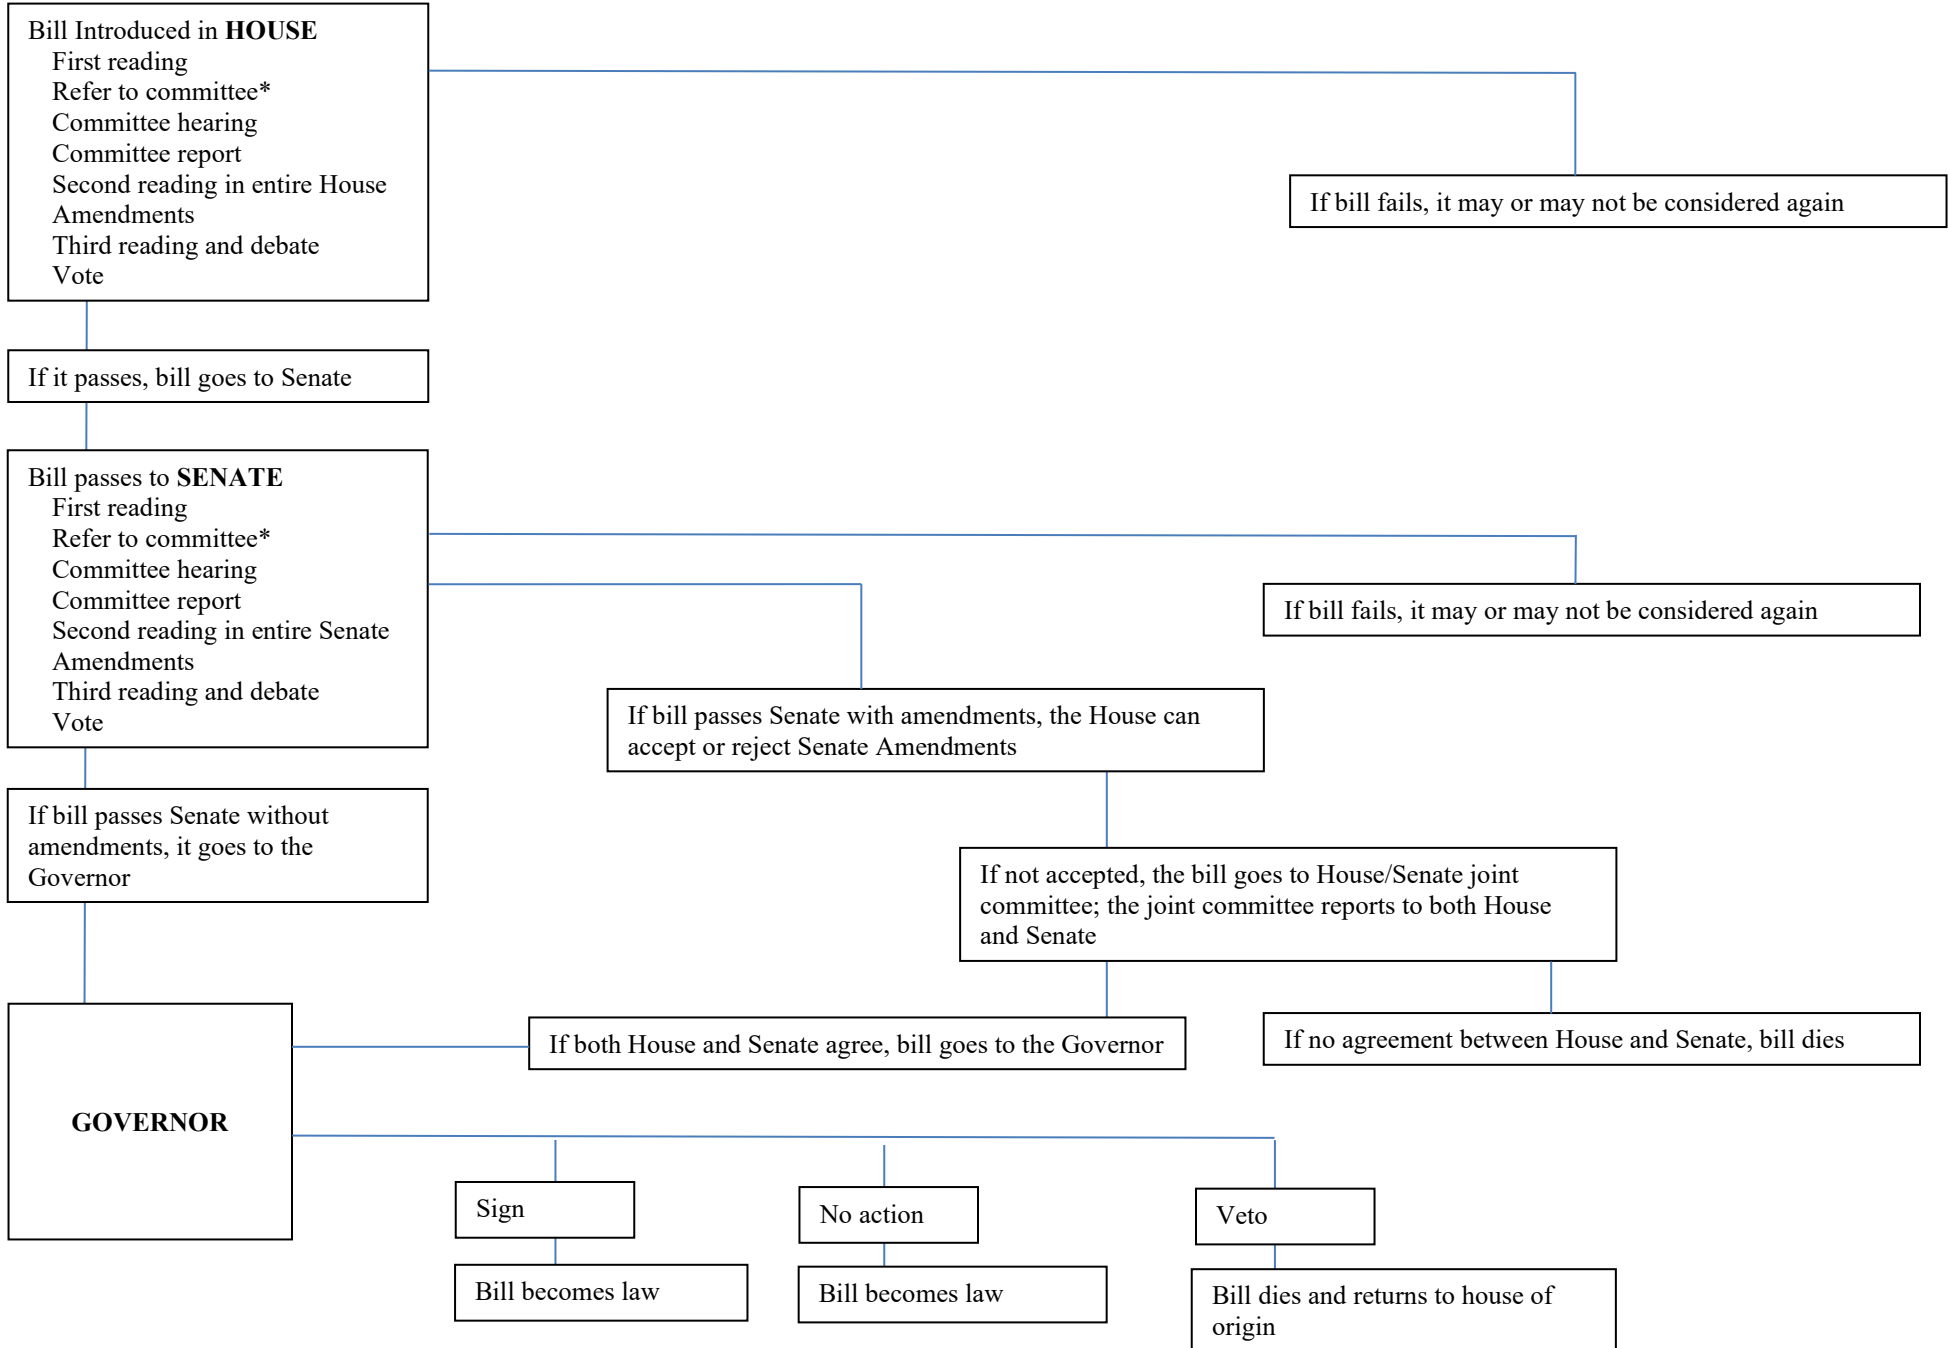 Bill Introduced in HOUSE
First reading
Refer to committee*
Committee hearing
Committee report
Second reading in entire House
Amendments
Third reading and debate
Vote
If bill fails, it may or may not be considered again
If it passes, bill goes to Senate
Bill passes to SENATE
First reading
Refer to committee*
Committee hearing
Committee report
Second reading in entire Senate
Amendments
Third reading and debate
Vote
If bill fails, it may or may not be considered again
If bill passes Senate with amendments, the House can
accept or reject Senate Amendments
If bill passes Senate without
amendments, it goes to the
Governor
If not accepted, the bill goes to House/Senate joint
committee; the joint committee reports to both House
and Senate
If both House and Senate agree, bill goes to the Governor
If no agreement between House and Senate, bill dies
GOVERNOR
Sign
No action
Veto
Bill becomes law
Bill becomes law
Bill dies and returns to house of
origin